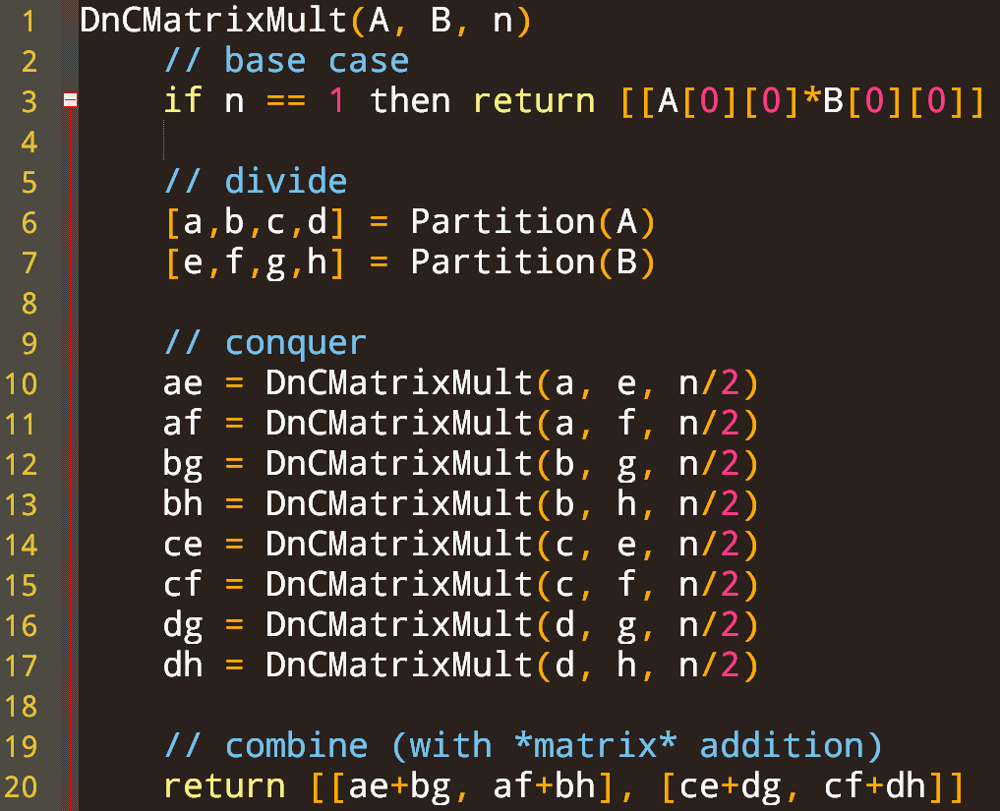 1 DnCMatrixMult(A, B, n)
2     // base case
3     if n == 1 then return [[A[0][0]*B[0][0]]
4
5     // divide
6     [a,b,c,d] = Partition(A)
7     [e,f,g,h] = Partition(B)
8
9     // conquer
10     ae = DnCMatrixMult(a, e, n/2)
11     af = DnCMatrixMult(a, f, n/2)
12     bg = DnCMatrixMult(b, g, n/2)
13     bh = DnCMatrixMult(b, h, n/2)
14     ce = DnCMatrixMult(c, e, n/2)
15     cf = DnCMatrixMult(c, f, n/2)
16     dg = DnCMatrixMult(d, g, n/2)
17     dh = DnCMatrixMult(d, h, n/2)
18
19     // combine (with *matrix* addition)
20     return [[ae+bg, af+bh], [ce+dg, cf+dh]]